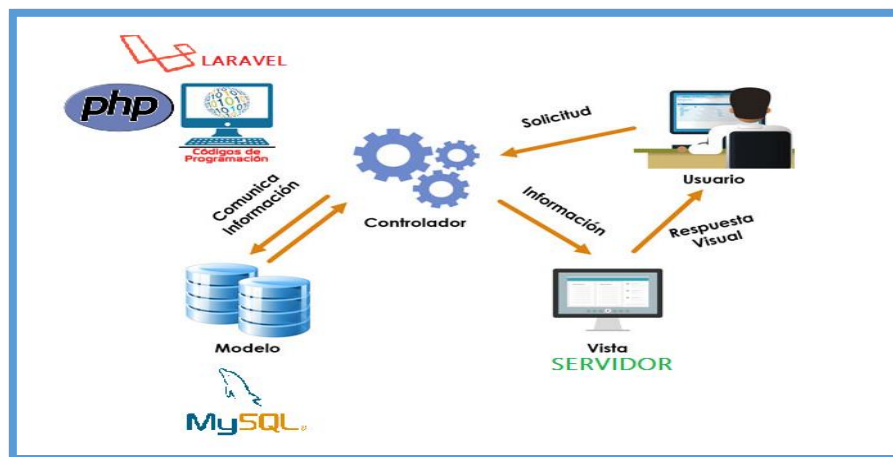 LARAVEL
php
Códigos de
Programación
Solicitud
Usuario
Comunica
Información
Controlador
Información
Respuesta
Visual
Modelo
Vista
SERVIDOR
MySQL